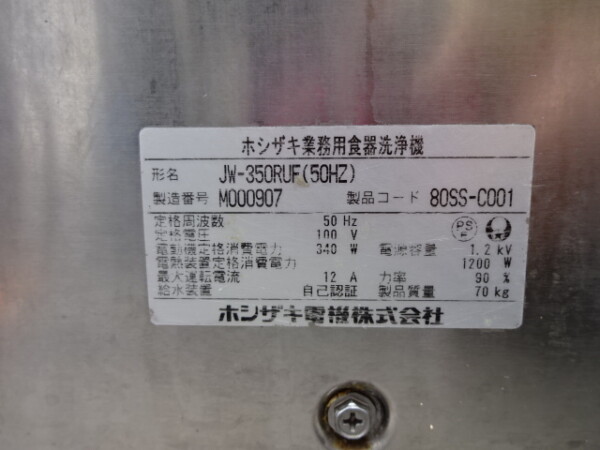 ホシザキ業務用食器洗浄機
形名 JW-350RUF(50HZ)
製造番号 M000907 製品コード 80SS-C001
定格周波数 50 Hz
定格電圧 100 V
電動機定格消費電力 340 W 電源容量 1.2 kV
電熱装置定格消費電力 1200 W
最大運転電流 12 A 力率 90 %
給水装置 自己認証 製品質量 70 kg
ホシザキ電機株式会社
PS
E